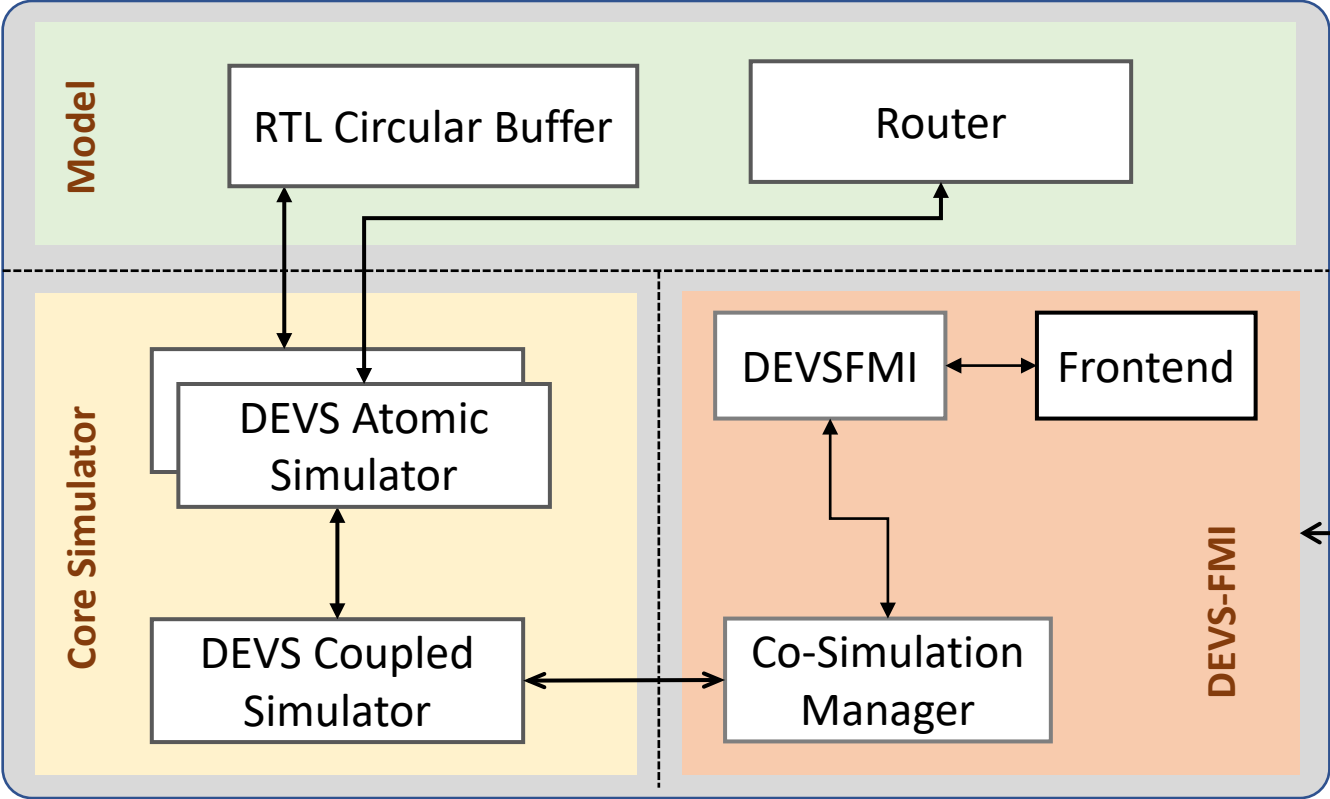 Model
RTL Circular Buffer
Router
Core Simulator
DEVS Atomic
Simulator
DEVS Coupled
Simulator
DEVSFMI
Frontend
Co-Simulation
Manager
DEVS-FMI